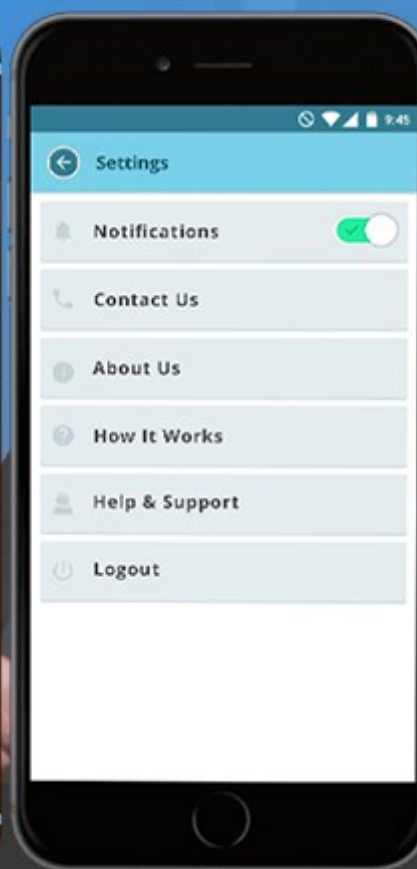 9:45
Settings
Notifications
Contact Us
About Us
How It Works
Help & Support
Logout